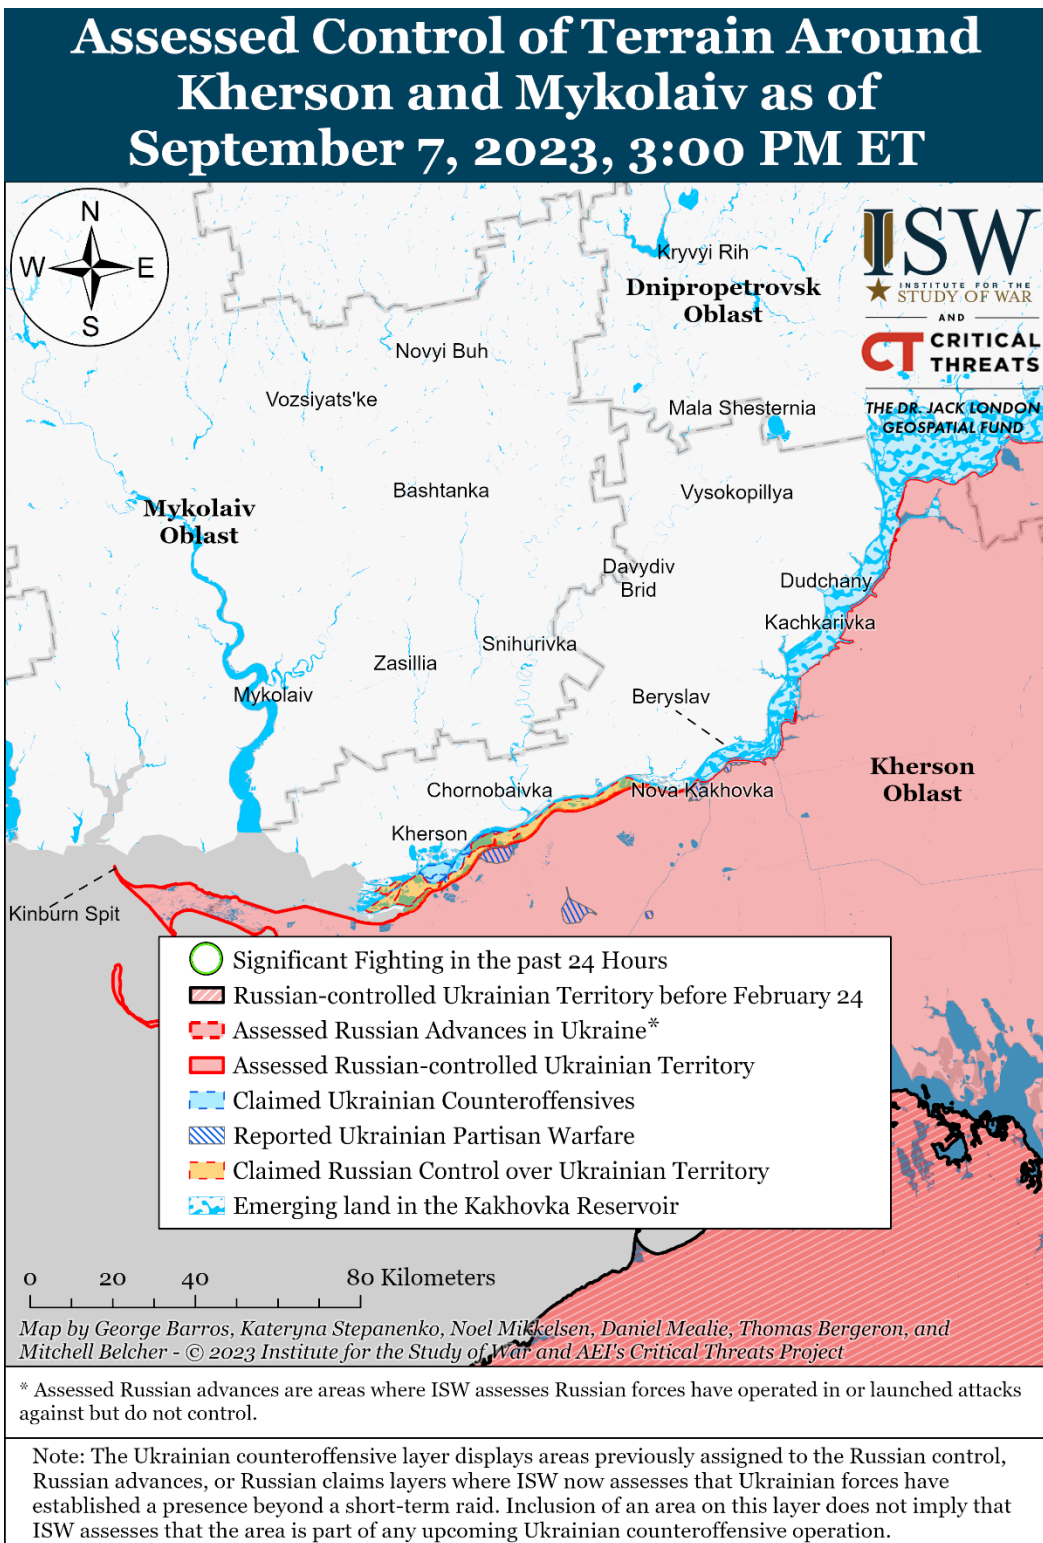 Assessed Control of Terrain Around
Kherson and Mykolaiv as of
September 7, 2023, 3:00 PM ET
N
W
E
S
Kryvyi Rih
Dnipropetrovsk
Oblast
ISW
INSTITUTE FOR THE
STUDY OF WAR
AND
CT CRITICAL
THREATS
THE DR. JACK LONDON
GEOSPATIAL FUND
Novyi Buh
Vozsiyats'ke
Mala Shesternia
Bashtanka
Vysokopillya
Mykolaiv
Oblast
Davydiv
Brid
Dudchany
Kachkarivka
Snihurivka
Zasillia
Mykolaiv
Beryslav
Kherson
Oblast
Chornobaivka
Nova Kakhovka
Kherson
Kinburn Spit
Significant Fighting in the past 24 Hours
Russian-controlled Ukrainian Territory before February 24
Assessed Russian Advances in Ukraine*
Assessed Russian-controlled Ukrainian Territory
Claimed Ukrainian Counteroffensives
Reported Ukrainian Partisan Warfare
Claimed Russian Control over Ukrainian Territory
Emerging land in the Kakhovka Reservoir
0 20 40 80 Kilometers
Map by George Barros, Kateryna Stepanenko, Noel Mikkelsen, Daniel Mealie, Thomas Bergeron, and
Mitchell Belcher - © 2023 Institute for the Study of War and AEI's Critical Threats Project
* Assessed Russian advances are areas where ISW assesses Russian forces have operated in or launched attacks
against but do not control.
Note: The Ukrainian counteroffensive layer displays areas previously assigned to the Russian control,
Russian advances, or Russian claims layers where ISW now assesses that Ukrainian forces have
established a presence beyond a short-term raid. Inclusion of an area on this layer does not imply that
ISW assesses that the area is part of any upcoming Ukrainian counteroffensive operation.